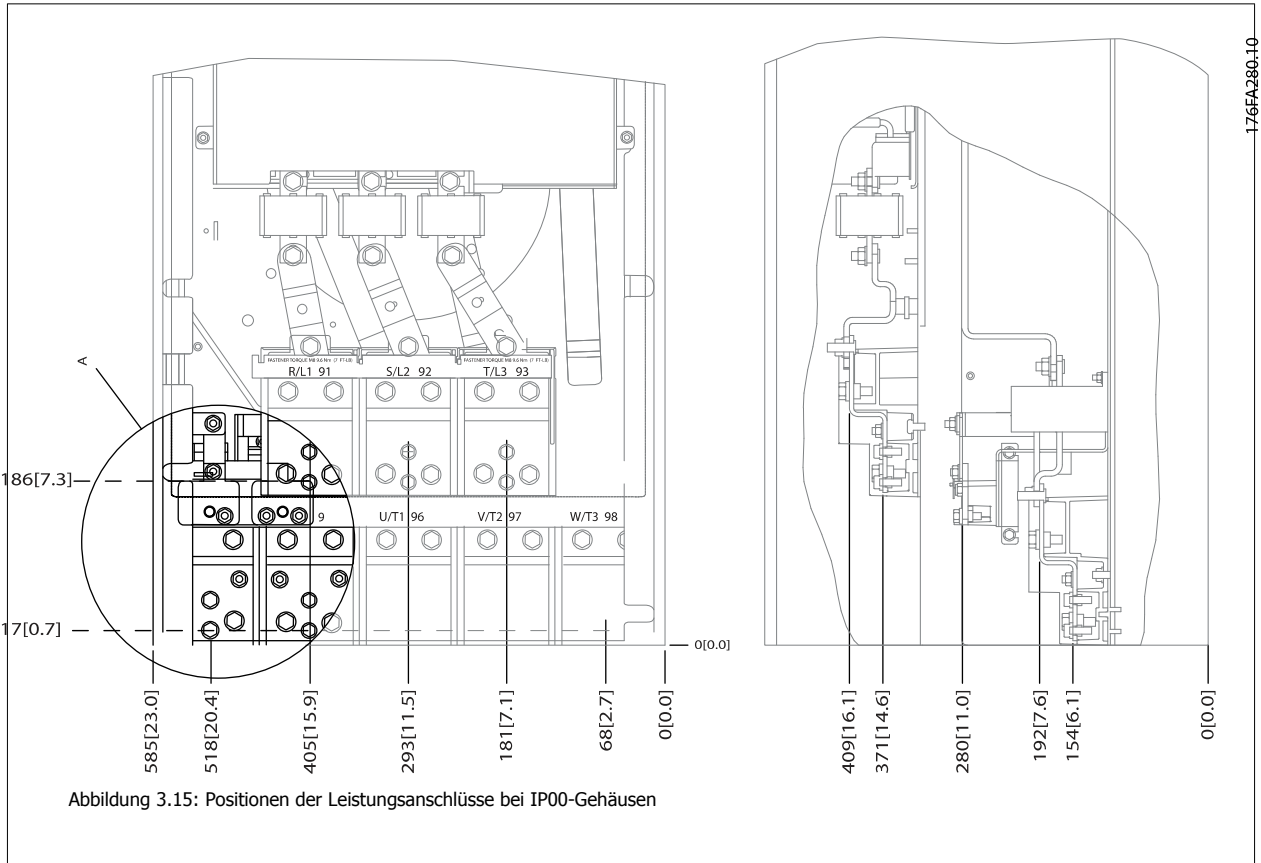 176FA280.10
A
FASTENER TORQUE M8 9.6 Nm (7 FT-LB) FASTENER TORQUE M8 9.6 Nm (7 FT-LB)
R/L1 91 S/L2 92 T/L3 93
186[7.3]
9 U/T1 96 V/T2 97 W/T3 98
17[0.7]
0[0.0]
585[23.0]
518[20.4]
405[15.9]
293[11.5]
181[7.1]
68[2.7]
0[0.0]
409[16.1]
371[14.6]
280[11.0]
192[7.6]
154[6.1]
0[0.0]
Abbildung 3.15: Positionen der Leistungsanschlüsse bei IP00-Gehäusen